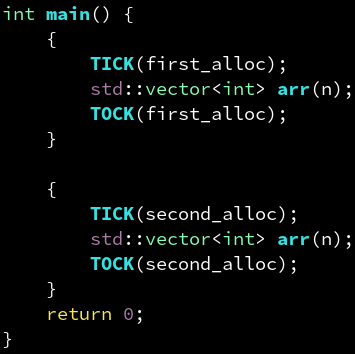 int main() {
    {
        TICK(first_alloc);
        std::vector<int> arr(n);
        TOCK(first_alloc);
    }

    {
        TICK(second_alloc);
        std::vector<int> arr(n);
        TOCK(second_alloc);
    }
    return 0;
}